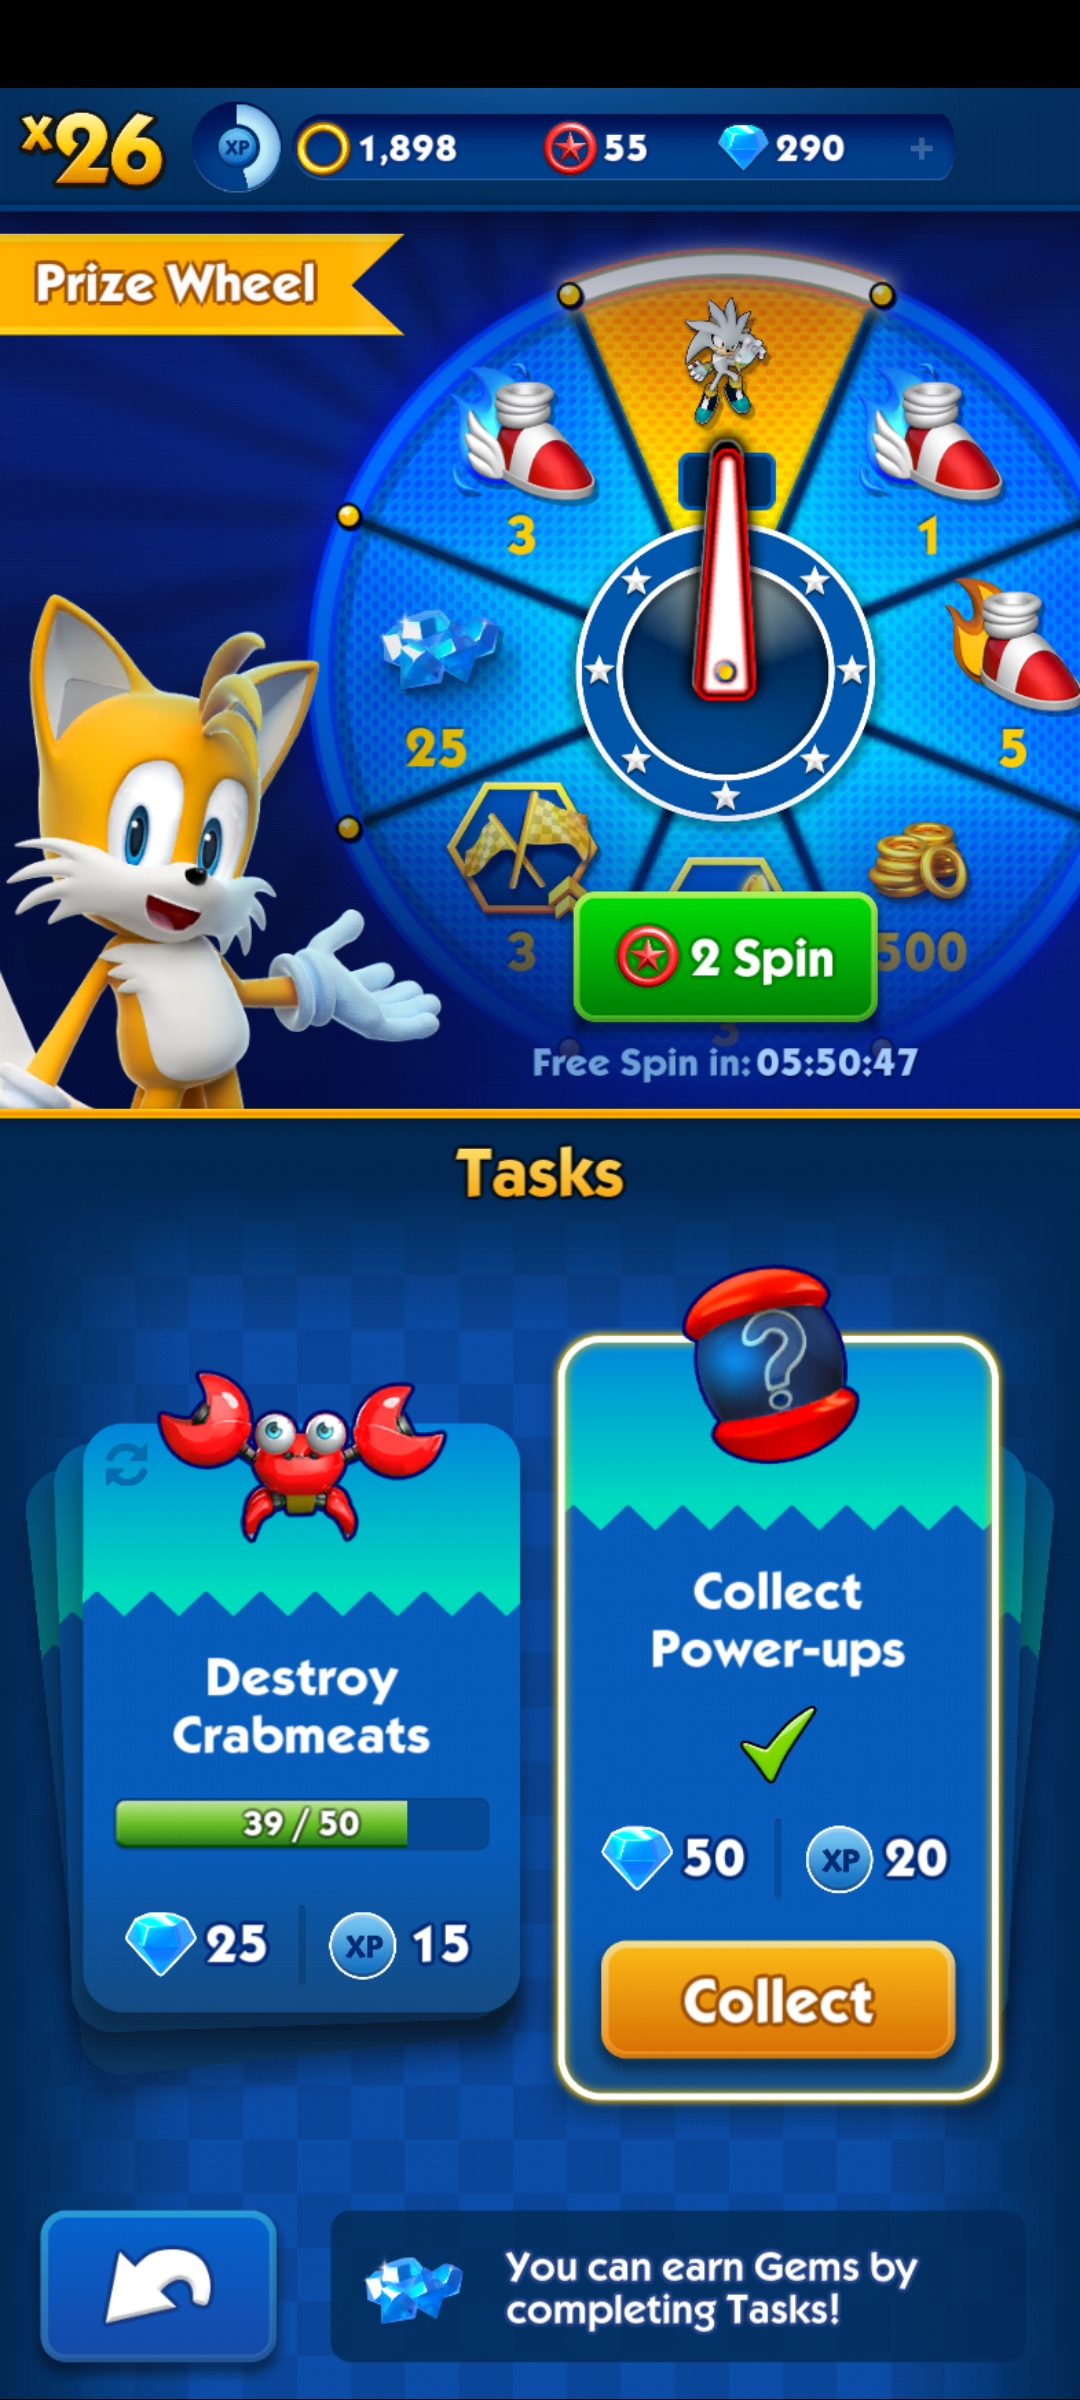 x26
XP
1,898
55
290
+
Prize Wheel
3
1
25
5
3
500
2 Spin
3
Free Spin in: 05:50:47
Tasks
?
Destroy
Crabmeats
39 / 50
25
XP
15
Collect
Power-ups
50
XP
20
Collect
You can earn Gems by
completing Tasks!